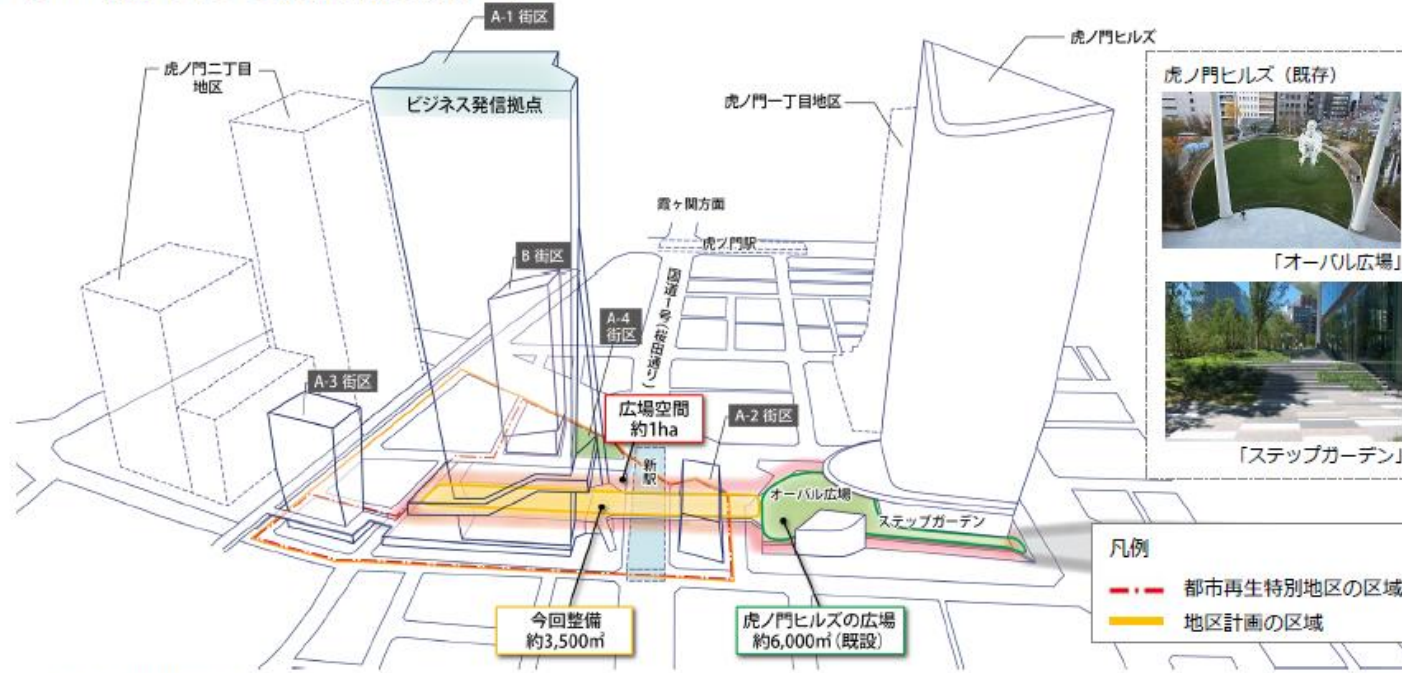 A-1 街区
虎ノ門二丁目
地区
ビジネス発信拠点
虎ノ門ヒルズ
虎ノ門一丁目地区
虎ノ門ヒルズ（既存）
「オーバル広場」
「ステップガーデン」
霞ヶ関方面
虎ノ門駅
国道1号（桜田通り）
B 街区
A-4
街区
A-3 街区
広場空間
約1ha
A-2 街区
新駅
オーバル広場
ステップガーデン
今回整備
約3,500㎡
虎ノ門ヒルズの広場
約6,000㎡（既設）
凡例
都市再生特別地区の区域
地区計画の区域